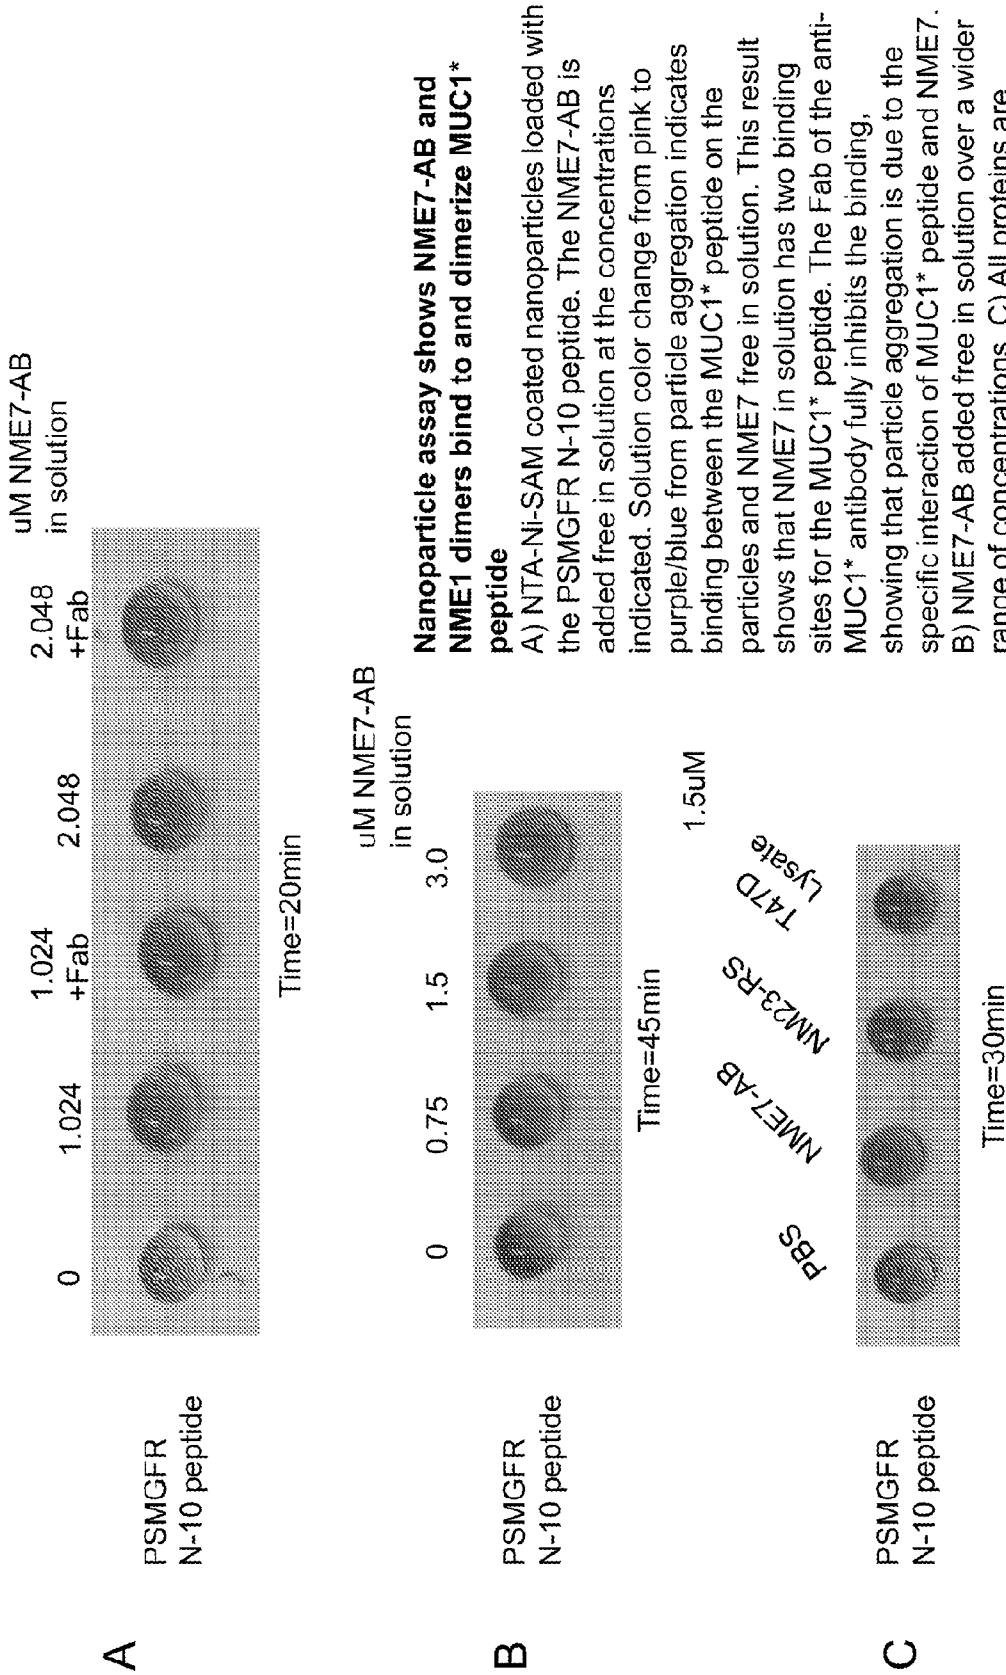 A
PSMGFR
N-10 peptide
0
1.024
1.024
+Fab
2.048
2.048
+Fab
uM NME7-AB
in solution
Time=20min
B
PSMGFR
N-10 peptide
0
0.75
1.5
3.0
uM NME7-AB
in solution
Time=45min
C
PSMGFR
N-10 peptide
PBS
NME7-AB
NM23-RS
T47D
Lysate
1.5uM
Time=30min
Nanoparticle assay shows NME7-AB and
NME1 dimers bind to and dimerize MUC1*
peptide
A) NTA-Ni-SAM coated nanoparticles loaded with
the PSMGFR N-10 peptide. The NME7-AB is
added free in solution at the concentrations
indicated. Solution color change from pink to
purple/blue from particle aggregation indicates
binding between the MUC1* peptide on the
particles and NME7 free in solution. This result
shows that NME7 in solution has two binding
sites for the MUC1* peptide. The Fab of the anti-
MUC1* antibody fully inhibits the binding,
showing that particle aggregation is due to the
specific interaction of MUC1* peptide and NME7.
B) NME7-AB added free in solution over a wider
range of concentrations. C) All proteins are